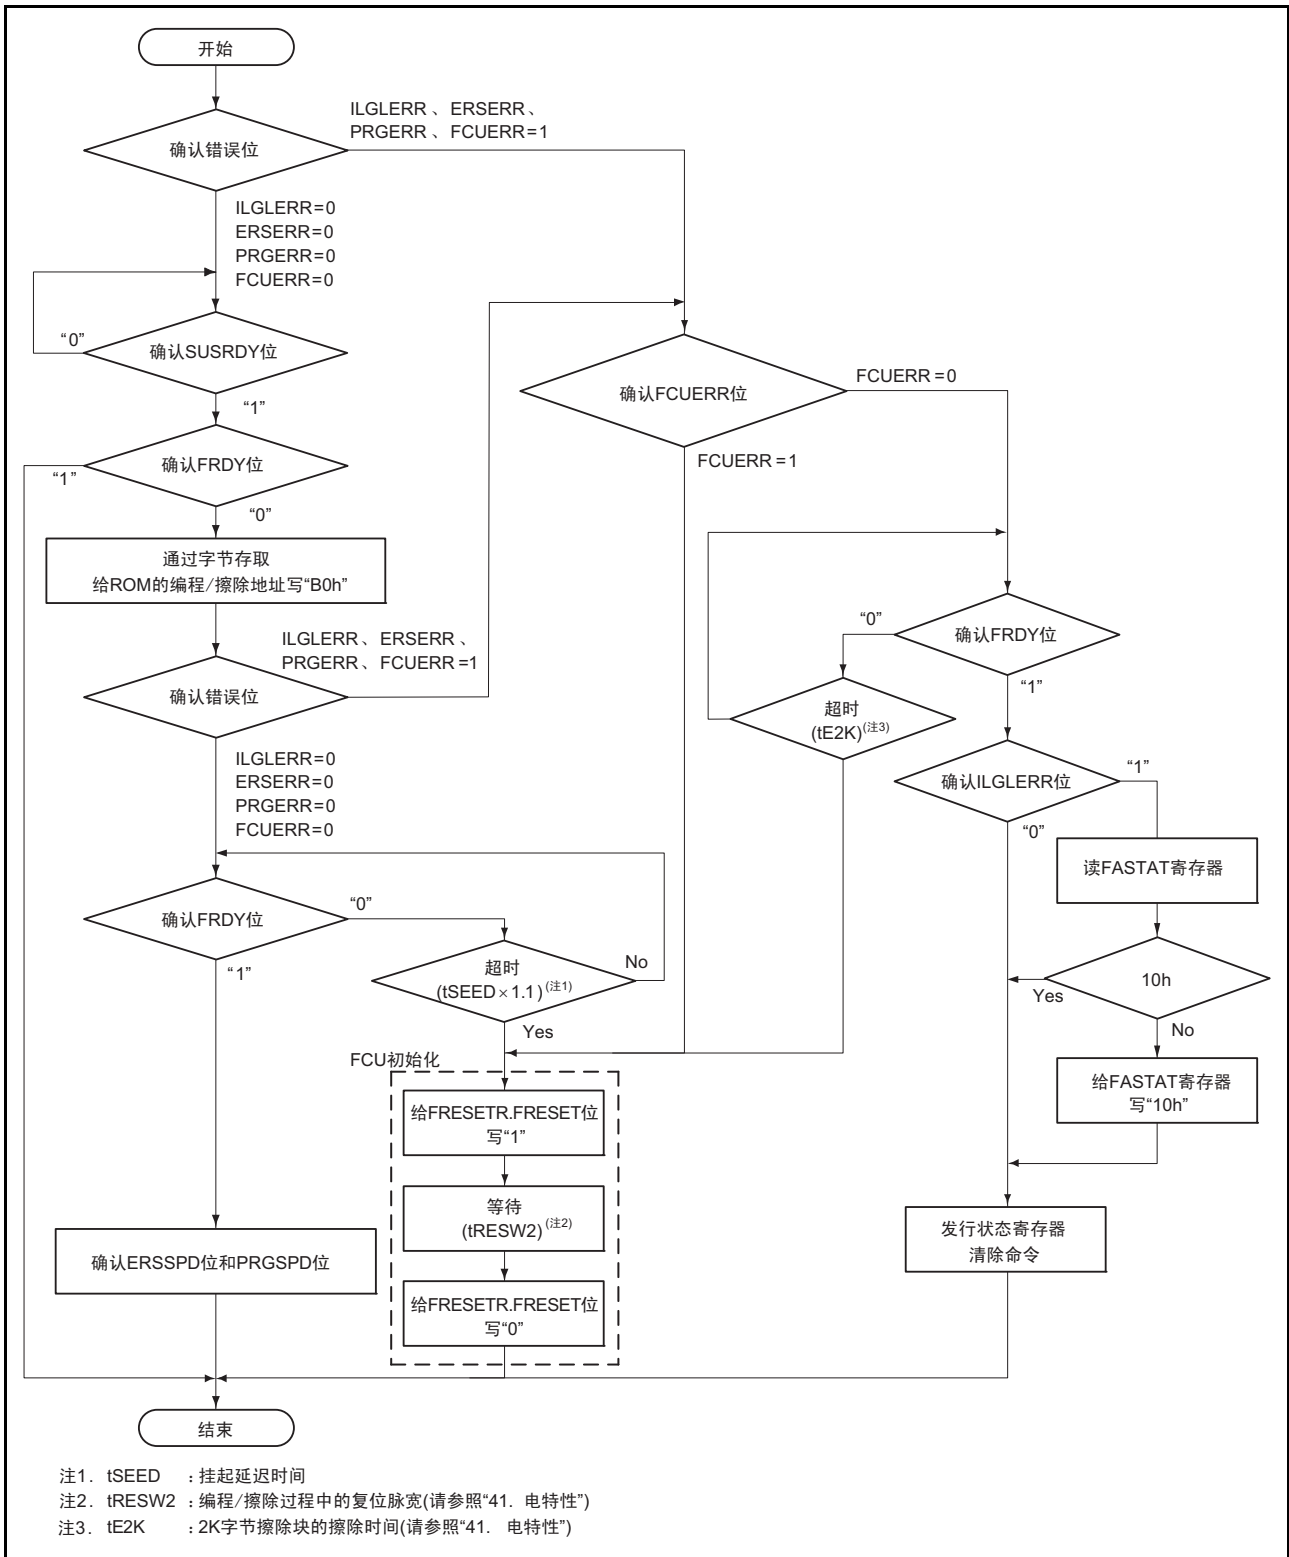 开始
确认错误位
ILGLERR 、ERSERR 、
PRGERR 、FCUERR=1
ILGLERR=0
ERSERR=0
PRGERR=0
FCUERR=0
“0”
确认SUSRDY位
“1”
确认FRDY位
“1”
“0”
通过字节存取
给ROM的编程/擦除地址写“B0h”
ILGLERR 、ERSERR 、
PRGERR 、FCUERR=1
确认错误位
ILGLERR=0
ERSERR=0
PRGERR=0
FCUERR=0
确认FRDY位
“0”
“1”
超时
(tSEED×1.1)(注1)
No
Yes
确认FCUERR位
FCUERR=0
FCUERR=1
“0”
确认FRDY位
“1”
超时
(tE2K)(注3)
确认ILGLERR位
“1”
“0”
读FASTAT寄存器
10h
Yes
No
给FASTAT寄存器
写“10h”
发行状态寄存器
清除命令
FCU初始化
给FRESETR.FRESET位
写“1”
等待
(tRESW2)(注2)
给FRESETR.FRESET位
写“0”
确认ERSSPD位和PRGSPD位
结束
注1. tSEED :挂起延迟时间
注2. tRESW2 :编程/擦除过程中的复位脉宽(请参照“41. 电特性”)
注3. tE2K :2K字节擦除块的擦除时间(请参照“41. 电特性”)